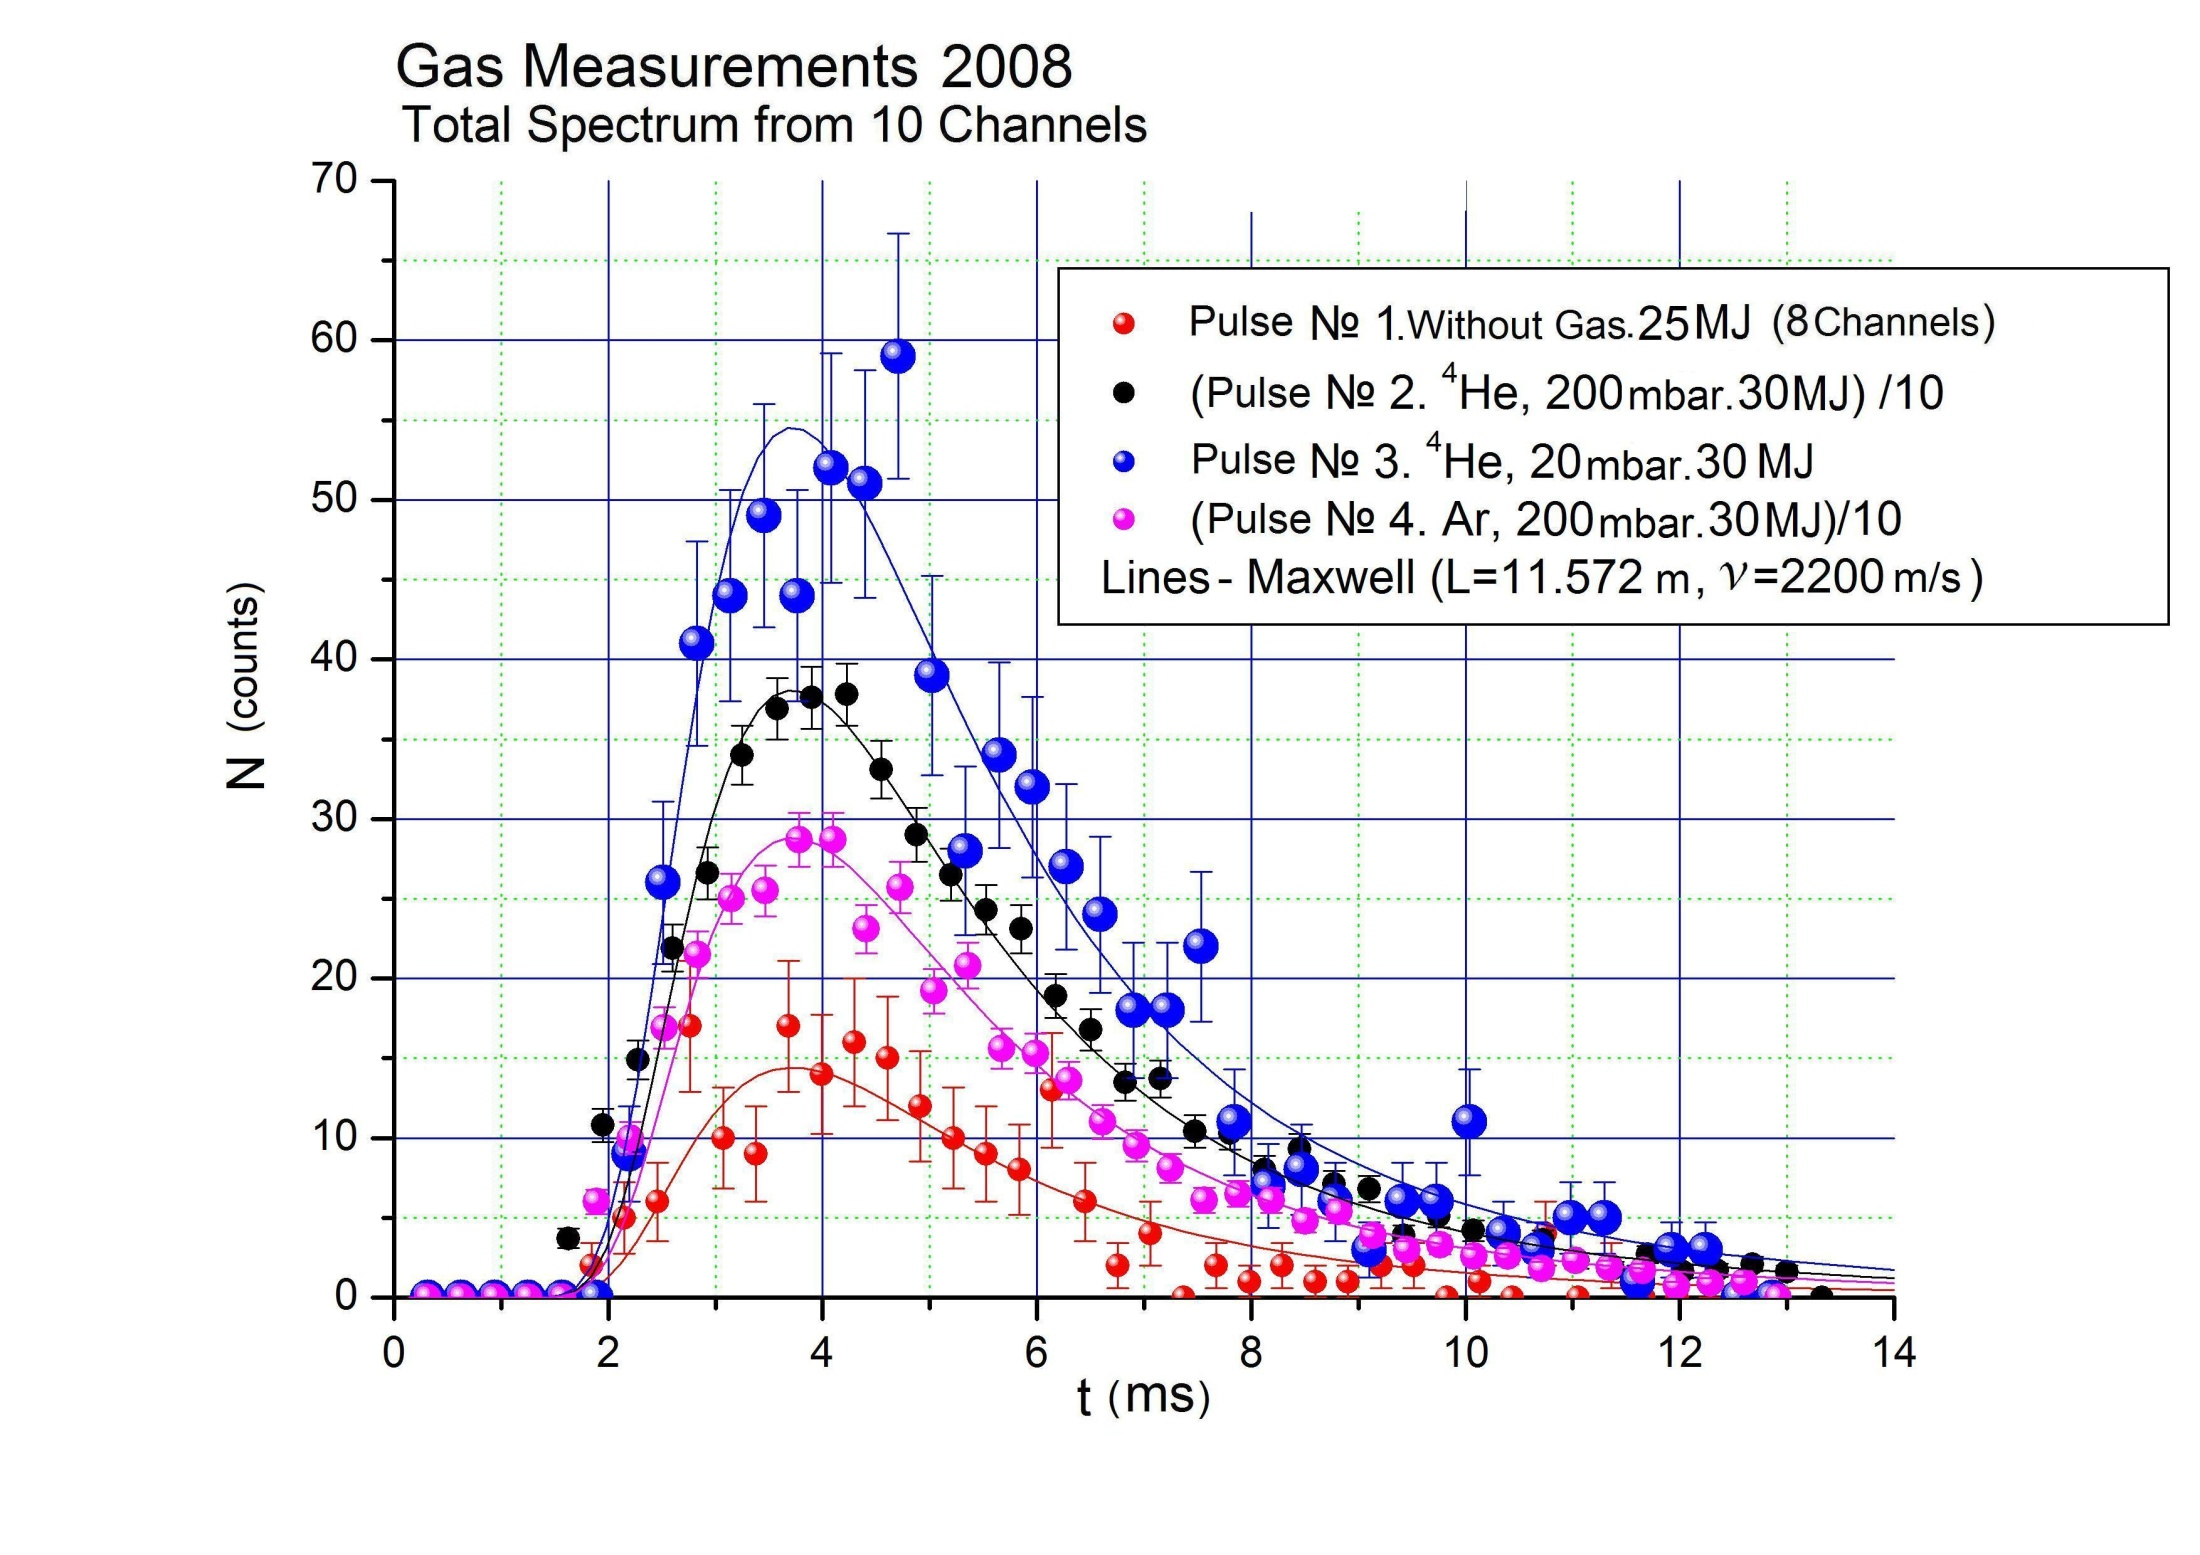 Gas Measurements 2008
Total Spectrum from 10 Channels
70
60
50
40
30
20
10
0
N (counts)
Pulse № 1.Without Gas.25MJ (8Channels)
(Pulse № 2. ⁴He, 200mbar.30MJ) /10
Pulse № 3. ⁴He, 20mbar.30 MJ
(Pulse № 4. Ar, 200mbar.30MJ)/10
Lines - Maxwell (L=11.572 m, ν=2200 m/s)
0 2 4 6 8 10 12 14
t (ms)